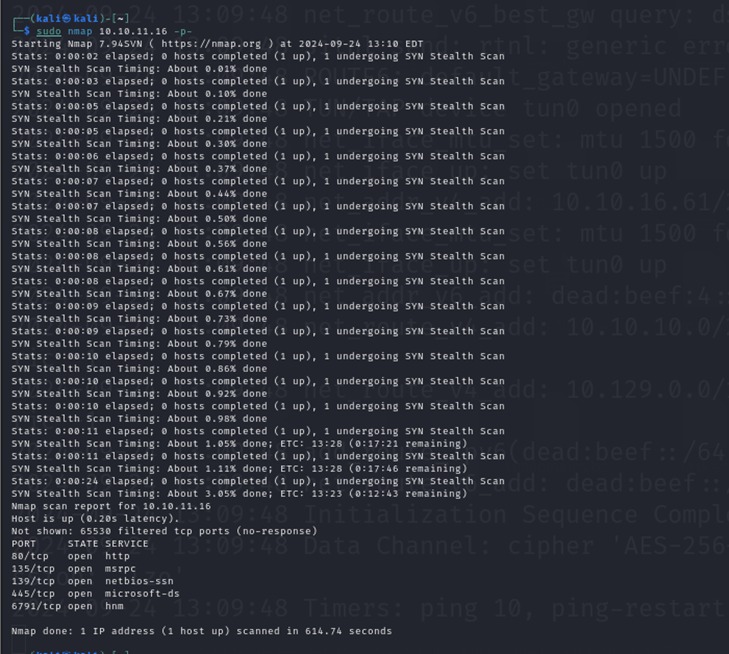 ┌──(kali㉿kali)-[~]
└─$ sudo nmap 10.10.11.16 -p-
Starting Nmap 7.94SVN ( https://nmap.org ) at 2024-09-24 13:10 EDT
Stats: 0:00:02 elapsed; 0 hosts completed (1 up), 1 undergoing SYN Stealth Scan
SYN Stealth Scan Timing: About 0.01% done
Stats: 0:00:03 elapsed; 0 hosts completed (1 up), 1 undergoing SYN Stealth Scan
SYN Stealth Scan Timing: About 0.10% done
Stats: 0:00:05 elapsed; 0 hosts completed (1 up), 1 undergoing SYN Stealth Scan
SYN Stealth Scan Timing: About 0.21% done
Stats: 0:00:05 elapsed; 0 hosts completed (1 up), 1 undergoing SYN Stealth Scan
SYN Stealth Scan Timing: About 0.30% done
Stats: 0:00:06 elapsed; 0 hosts completed (1 up), 1 undergoing SYN Stealth Scan
SYN Stealth Scan Timing: About 0.37% done
Stats: 0:00:07 elapsed; 0 hosts completed (1 up), 1 undergoing SYN Stealth Scan
SYN Stealth Scan Timing: About 0.44% done
Stats: 0:00:07 elapsed; 0 hosts completed (1 up), 1 undergoing SYN Stealth Scan
SYN Stealth Scan Timing: About 0.50% done
Stats: 0:00:08 elapsed; 0 hosts completed (1 up), 1 undergoing SYN Stealth Scan
SYN Stealth Scan Timing: About 0.56% done
Stats: 0:00:08 elapsed; 0 hosts completed (1 up), 1 undergoing SYN Stealth Scan
SYN Stealth Scan Timing: About 0.61% done
Stats: 0:00:08 elapsed; 0 hosts completed (1 up), 1 undergoing SYN Stealth Scan
SYN Stealth Scan Timing: About 0.67% done
Stats: 0:00:09 elapsed; 0 hosts completed (1 up), 1 undergoing SYN Stealth Scan
SYN Stealth Scan Timing: About 0.73% done
Stats: 0:00:09 elapsed; 0 hosts completed (1 up), 1 undergoing SYN Stealth Scan
SYN Stealth Scan Timing: About 0.79% done
Stats: 0:00:10 elapsed; 0 hosts completed (1 up), 1 undergoing SYN Stealth Scan
SYN Stealth Scan Timing: About 0.86% done
Stats: 0:00:10 elapsed; 0 hosts completed (1 up), 1 undergoing SYN Stealth Scan
SYN Stealth Scan Timing: About 0.92% done
Stats: 0:00:10 elapsed; 0 hosts completed (1 up), 1 undergoing SYN Stealth Scan
SYN Stealth Scan Timing: About 0.98% done
Stats: 0:00:11 elapsed; 0 hosts completed (1 up), 1 undergoing SYN Stealth Scan
SYN Stealth Scan Timing: About 1.05% done; ETC: 13:28 (0:17:21 remaining)
Stats: 0:00:11 elapsed; 0 hosts completed (1 up), 1 undergoing SYN Stealth Scan
SYN Stealth Scan Timing: About 1.11% done; ETC: 13:28 (0:17:46 remaining)
Stats: 0:00:24 elapsed; 0 hosts completed (1 up), 1 undergoing SYN Stealth Scan
SYN Stealth Scan Timing: About 3.05% done; ETC: 13:23 (0:12:43 remaining)
Nmap scan report for 10.10.11.16
Host is up (0.20s latency).
Not shown: 65530 filtered tcp ports (no-response)
PORT     STATE SERVICE
80/tcp   open  http
135/tcp  open  msrpc
139/tcp  open  netbios-ssn
445/tcp  open  microsoft-ds
6791/tcp open  hnm
Nmap done: 1 IP address (1 host up) scanned in 614.74 seconds